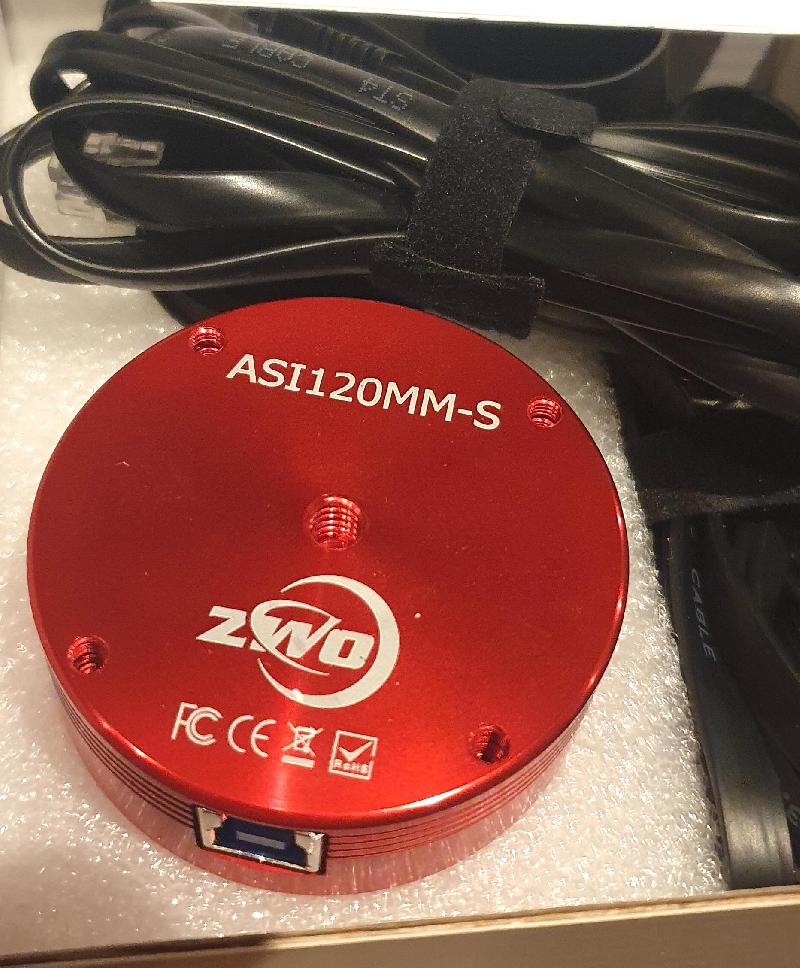 ST4 CABLE
ASI120MM-S
ZWO
FC CE
RoHS
CABLE